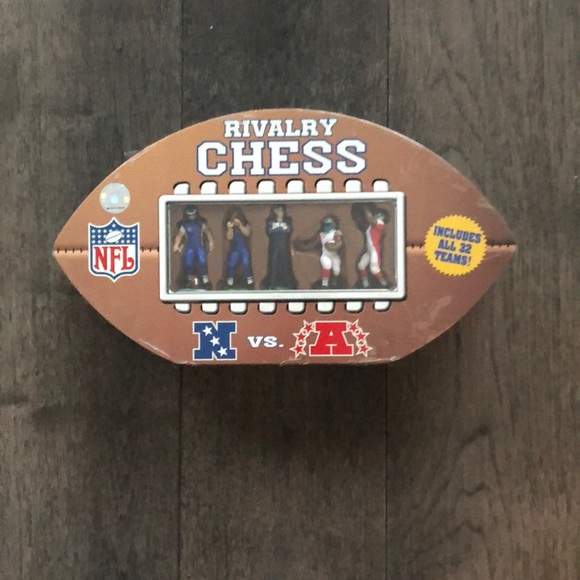 RIVALRY
CHESS
NFL
INCLUDES
ALL 32
TEAMS!
N VS. A